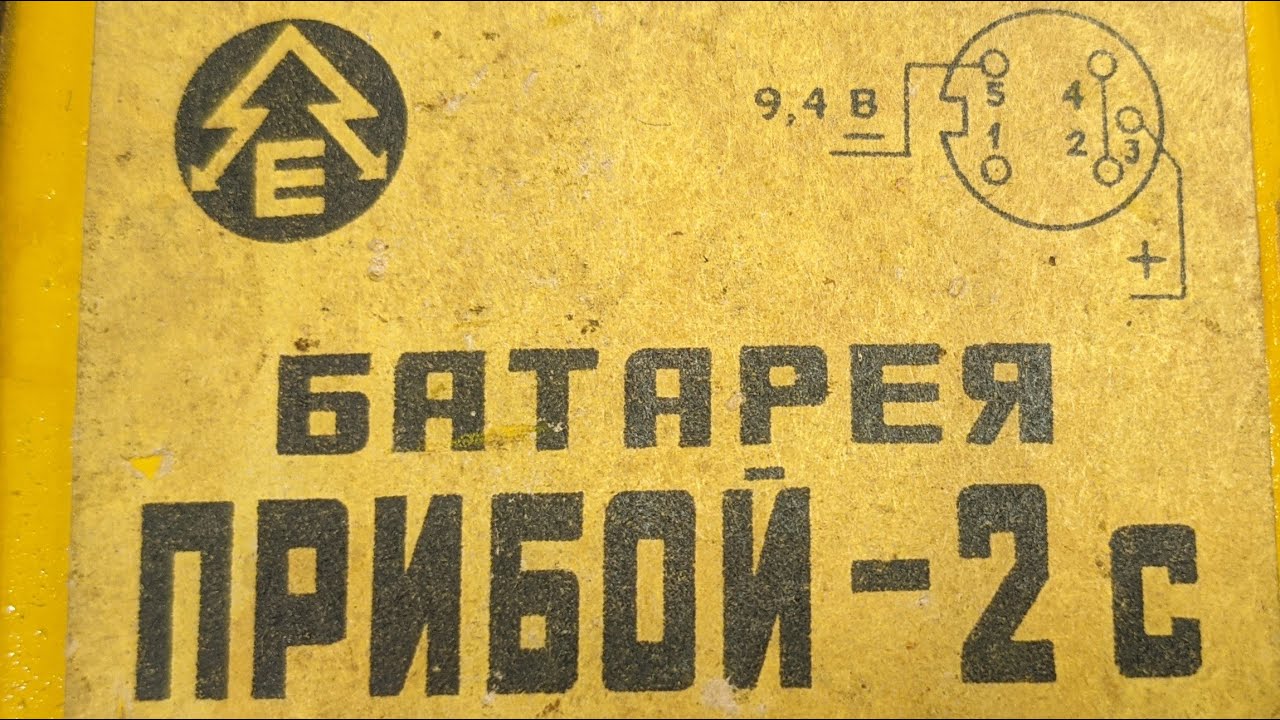 Е
9,4 В
5 4
1 2 3
+
БАТАРЕЯ
ПРИБОЙ-2с